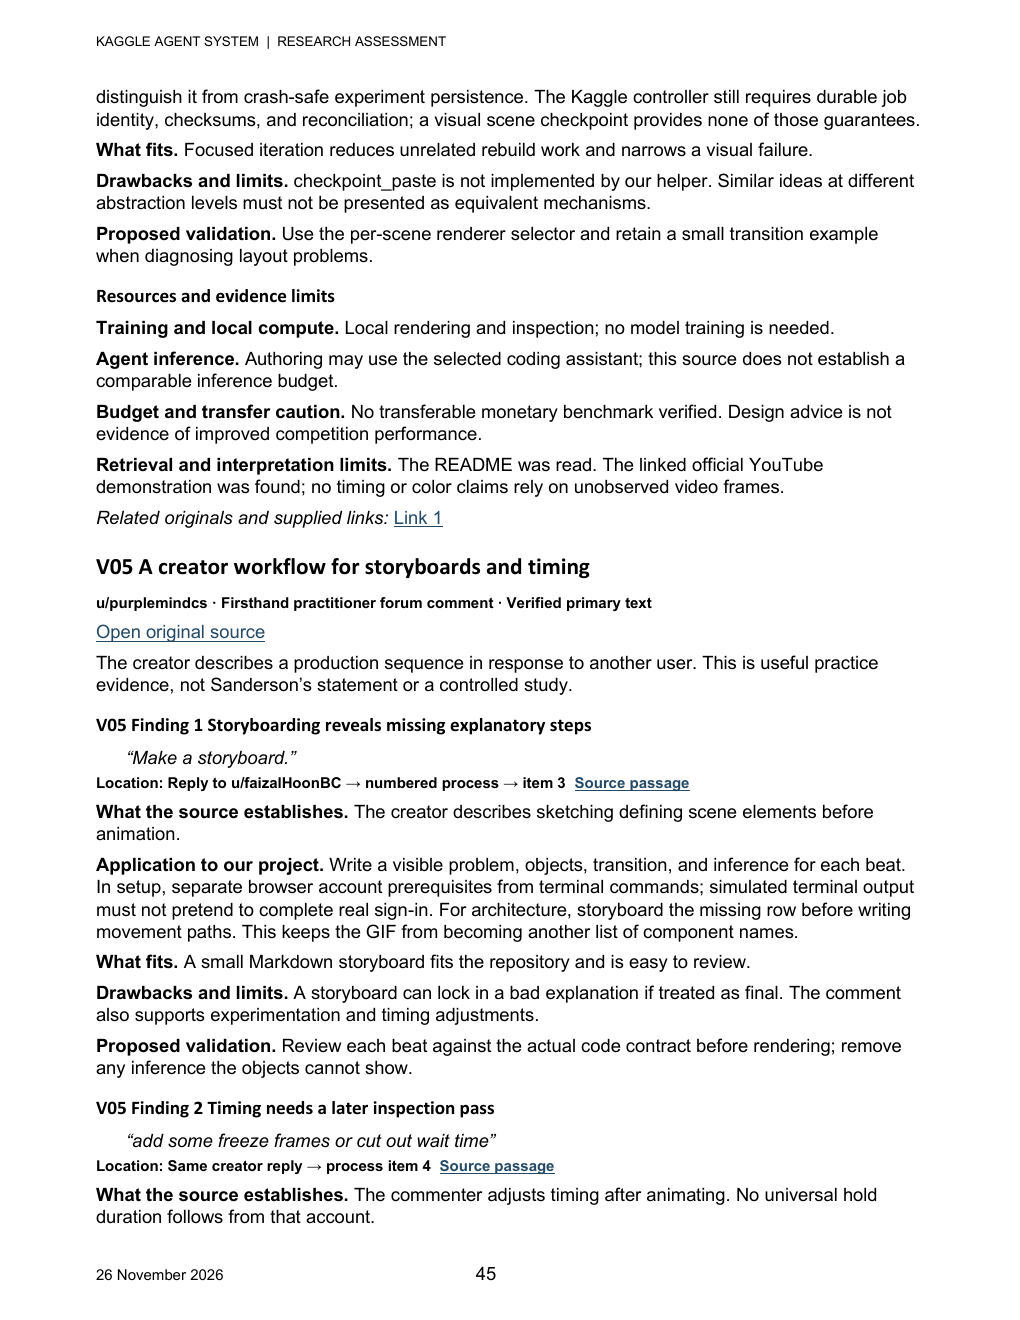 KAGGLE AGENT SYSTEM | RESEARCH ASSESSMENT
distinguish it from crash-safe experiment persistence. The Kaggle controller still requires durable job
identity, checksums, and reconciliation; a visual scene checkpoint provides none of those guarantees.
What fits. Focused iteration reduces unrelated rebuild work and narrows a visual failure.
Drawbacks and limits. checkpoint_paste is not implemented by our helper. Similar ideas at different
abstraction levels must not be presented as equivalent mechanisms.
Proposed validation. Use the per-scene renderer selector and retain a small transition example
when diagnosing layout problems.
Resources and evidence limits
Training and local compute. Local rendering and inspection; no model training is needed.
Agent inference. Authoring may use the selected coding assistant; this source does not establish a
comparable inference budget.
Budget and transfer caution. No transferable monetary benchmark verified. Design advice is not
evidence of improved competition performance.
Retrieval and interpretation limits. The README was read. The linked official YouTube
demonstration was found; no timing or color claims rely on unobserved video frames.
Related originals and supplied links: Link 1
V05 A creator workflow for storyboards and timing
u/purplemindcs · Firsthand practitioner forum comment · Verified primary text
Open original source
The creator describes a production sequence in response to another user. This is useful practice
evidence, not Sanderson’s statement or a controlled study.
V05 Finding 1 Storyboarding reveals missing explanatory steps
“Make a storyboard.”
Location: Reply to u/faizalHoonBC → numbered process → item 3 Source passage
What the source establishes. The creator describes sketching defining scene elements before
animation.
Application to our project. Write a visible problem, objects, transition, and inference for each beat.
In setup, separate browser account prerequisites from terminal commands; simulated terminal output
must not pretend to complete real sign-in. For architecture, storyboard the missing row before writing
movement paths. This keeps the GIF from becoming another list of component names.
What fits. A small Markdown storyboard fits the repository and is easy to review.
Drawbacks and limits. A storyboard can lock in a bad explanation if treated as final. The comment
also supports experimentation and timing adjustments.
Proposed validation. Review each beat against the actual code contract before rendering; remove
any inference the objects cannot show.
V05 Finding 2 Timing needs a later inspection pass
“add some freeze frames or cut out wait time”
Location: Same creator reply → process item 4 Source passage
What the source establishes. The commenter adjusts timing after animating. No universal hold
duration follows from that account.
26 November 2026
45